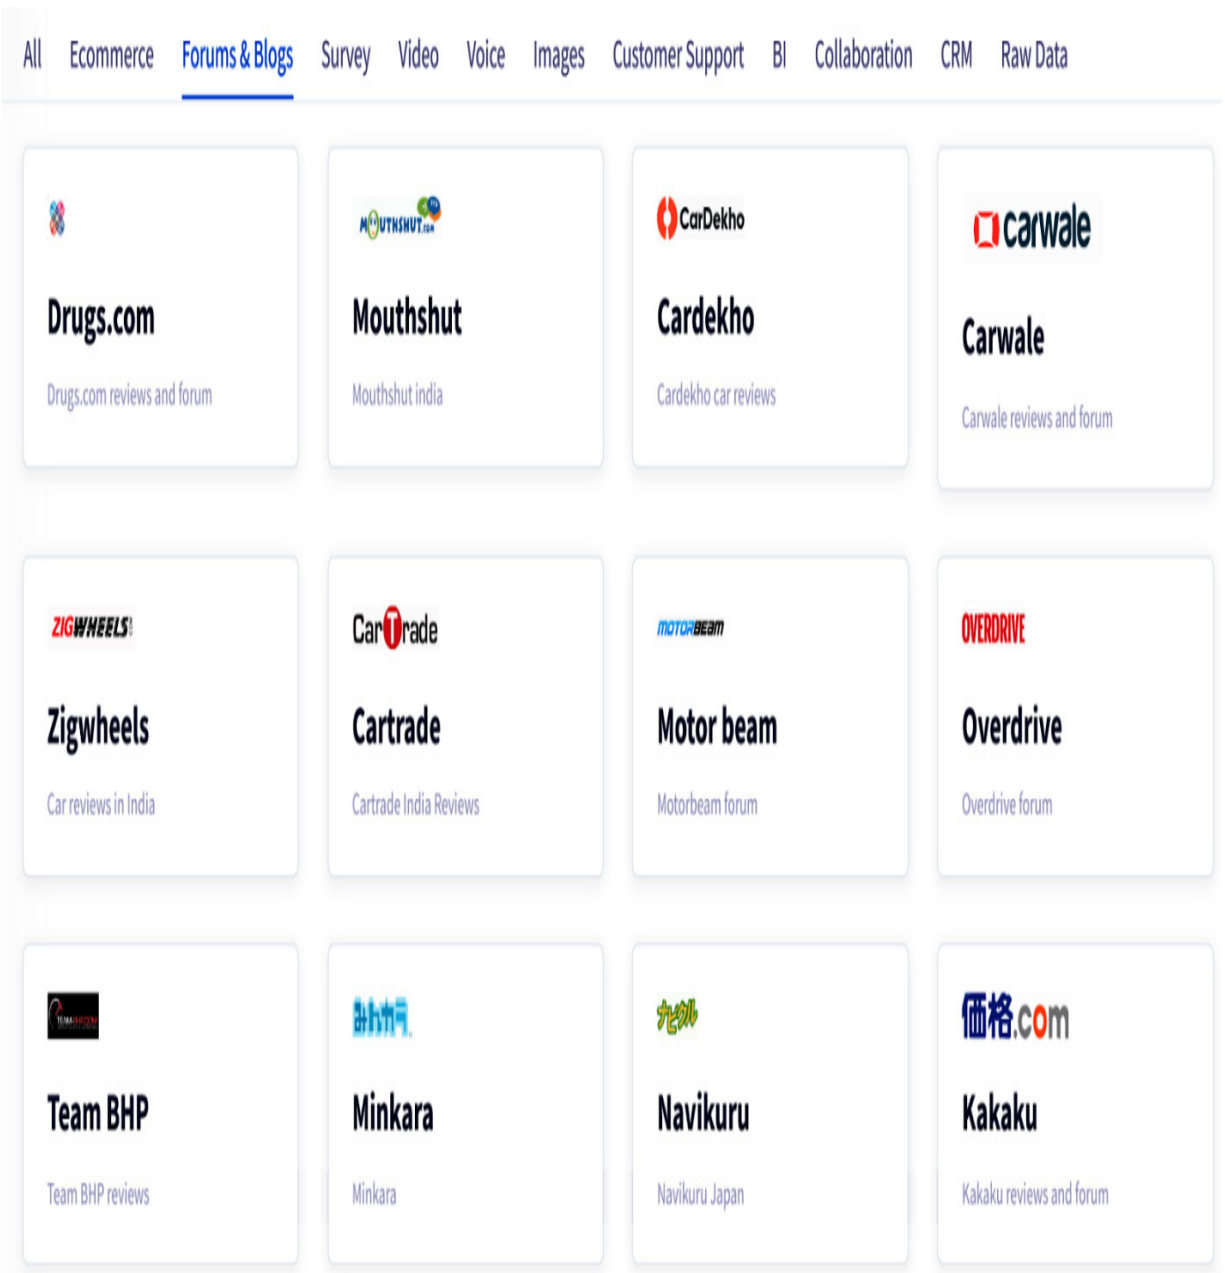 All Ecommerce Forums & Blogs Survey Video Voice Images Customer Support BI Collaboration CRM Raw Data
MOUTHSHUT.com
CarDekho
carwale
Drugs.com
Mouthshut
Cardekho
Carwale
Drugs.com reviews and forum
Mouthshut india
Cardekho car reviews
Carwale reviews and forum
ZIGWHEELS
CarTrade
MOTORBEAM
OVERDRIVE
Zigwheels
Cartrade
Motor beam
Overdrive
Car reviews in India
Cartrade India Reviews
Motorbeam forum
Overdrive forum
TEAM-BHP.COM
みんカラ
ナビクル
価格.com
Team BHP
Minkara
Navikuru
Kakaku
Team BHP reviews
Minkara
Navikuru Japan
Kakaku reviews and forum